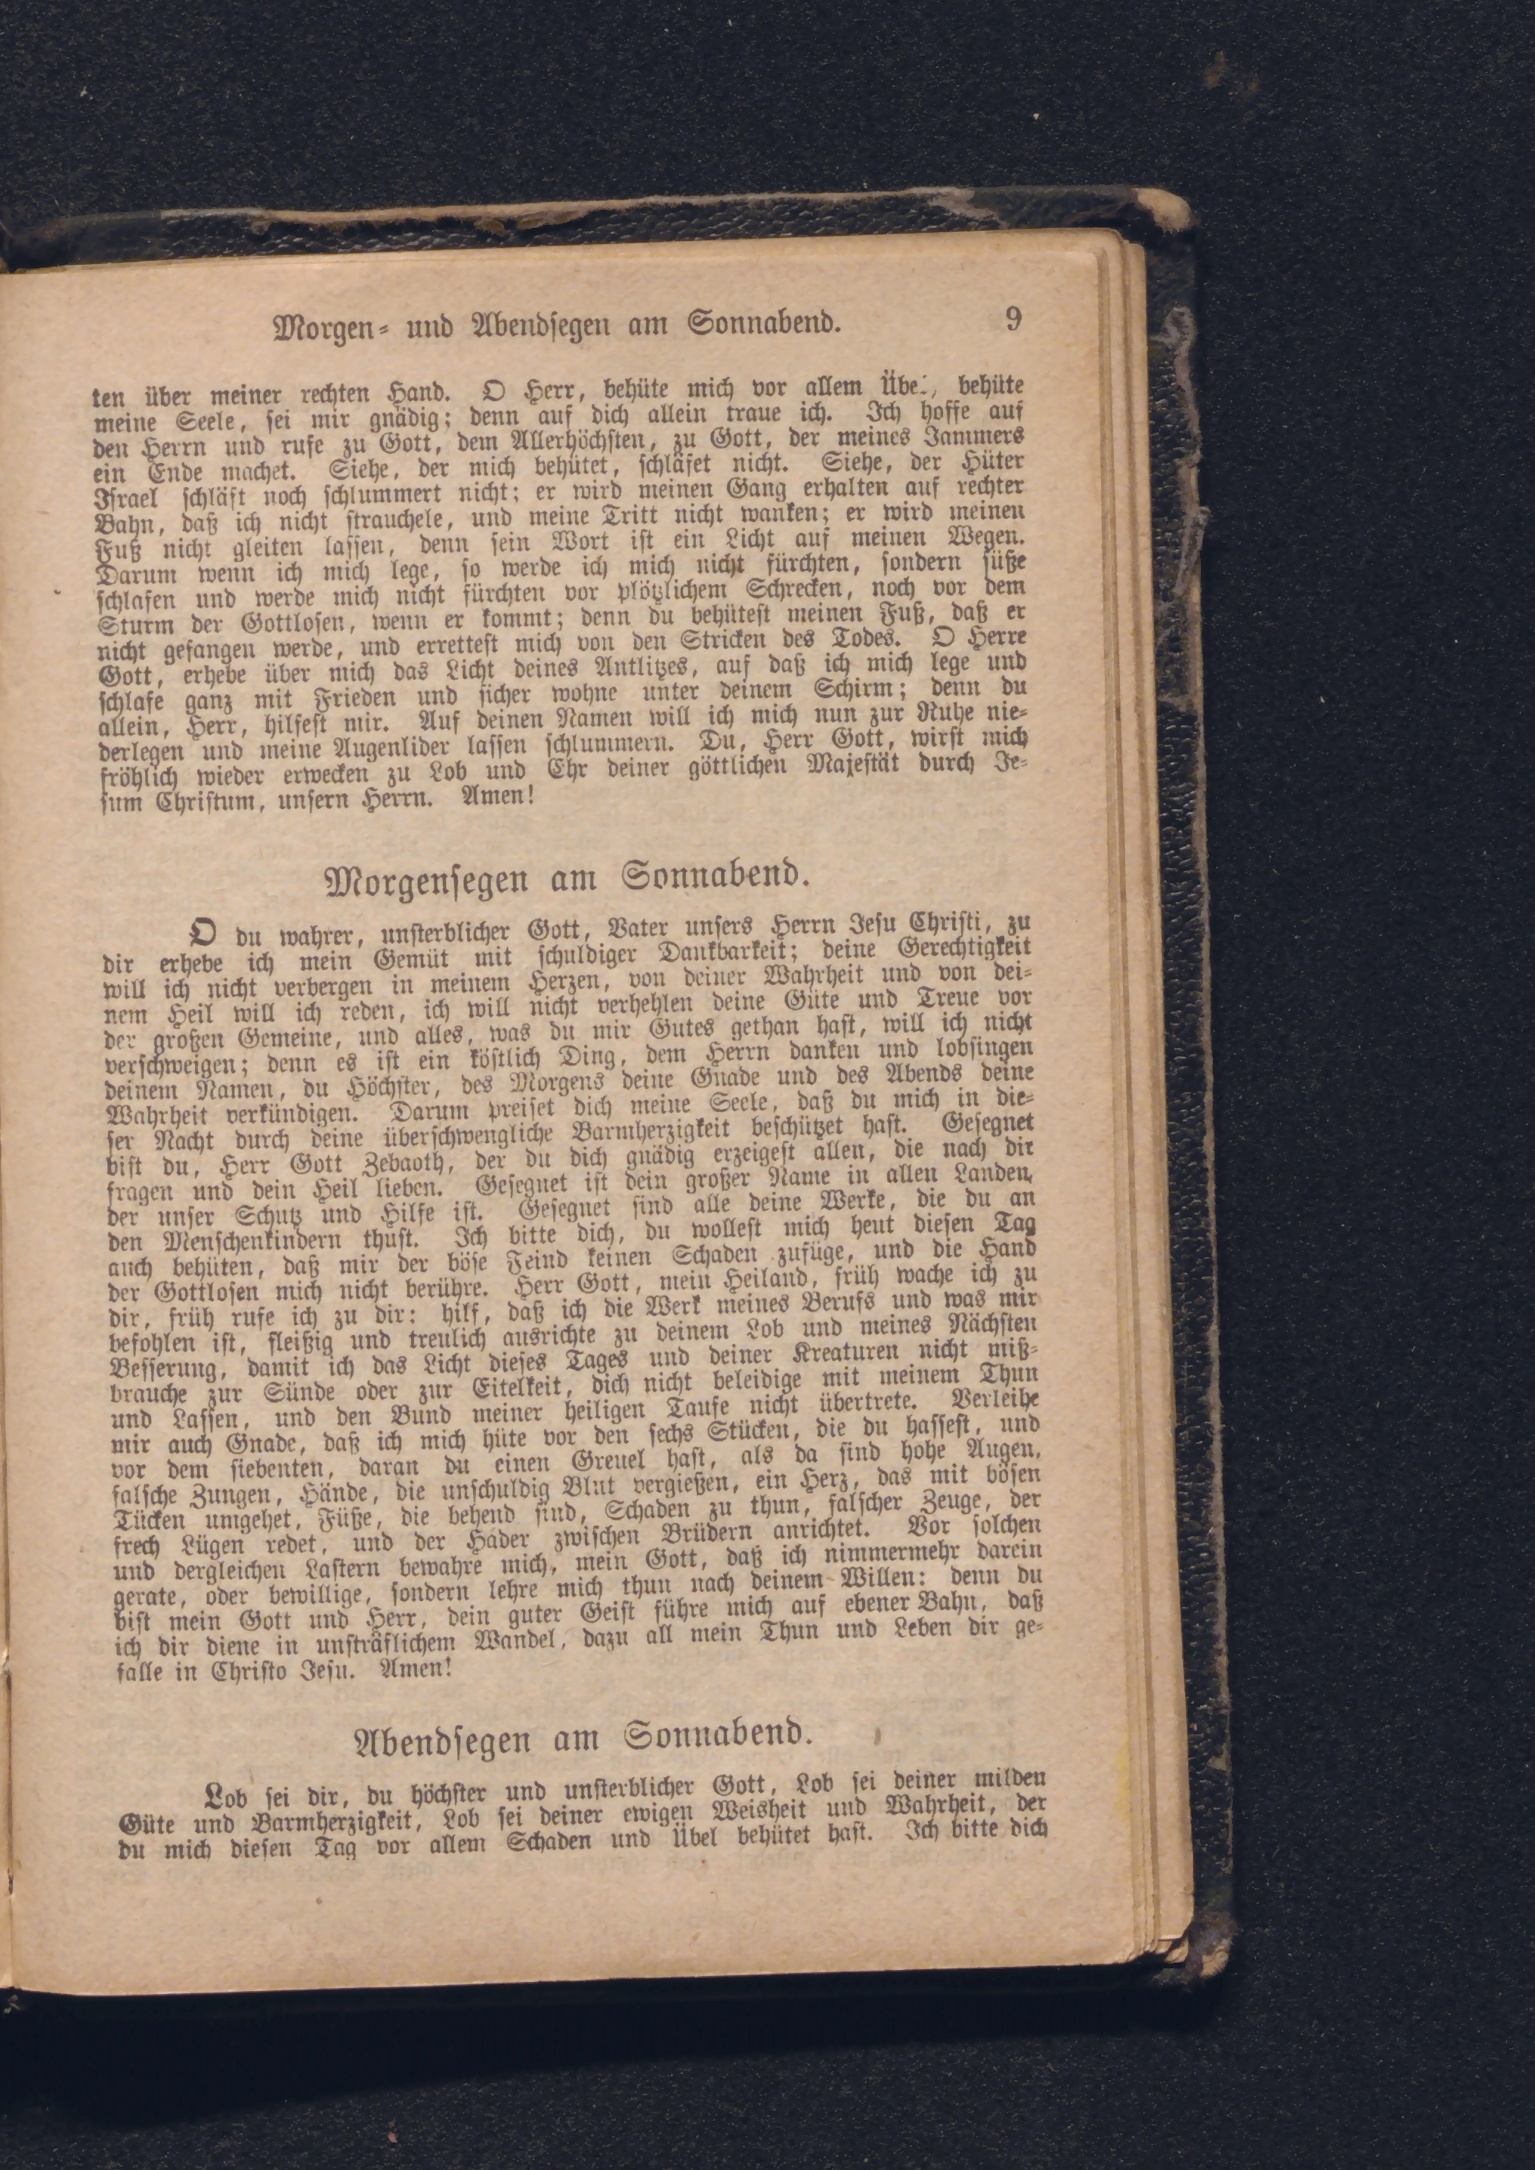 Morgen- und Abendsegen am Sonnabend. 9
ten über meiner rechten Hand. O Herr, behüte mich vor allem Übel, behüte
meine Seele, sei mir gnädig; denn auf dich allein traue ich. Ich hoffe auf
den Herrn und rufe zu Gott, dem Allerhöchsten, zu Gott, der meines Jammers
ein Ende machet. Siehe, der mich behütet, schläfet nicht. Siehe, der Hüter
Israel schläft noch schlummert nicht; er wird meinen Gang erhalten auf rechter
Bahn, daß ich nicht strauchele, und meine Tritt nicht wanken; er wird meinen
Fuß nicht gleiten lassen, denn sein Wort ist ein Licht auf meinen Wegen.
Darum wenn ich mich lege, so werde ich mich nicht fürchten, sondern süße
schlafen und werde mich nicht fürchten vor plötzlichem Schrecken, noch vor dem
Sturm der Gottlosen, wenn er kommt; denn du behütest meinen Fuß, daß er
nicht gefangen werde, und errettest mich von den Stricken des Todes. O Herre
Gott, erhebe über mich das Licht deines Antlitzes, auf daß ich mich lege und
schlafe ganz mit Frieden und sicher wohne unter deinem Schirm; denn du
allein, Herr, hilfest mir. Auf deinen Namen will ich mich nun zur Ruhe nie-
derlegen und meine Augenlider lassen schlummern. Du, Herr Gott, wirst mich
fröhlich wieder erwecken zu Lob und Ehr deiner göttlichen Majestät durch Je-
sum Christum, unsern Herrn. Amen!
Morgensegen am Sonnabend.
O du wahrer, unsterblicher Gott, Vater unsers Herrn Jesu Christi, zu
dir erhebe ich mein Gemüt mit schuldiger Dankbarkeit; deine Gerechtigkeit
will ich nicht verbergen in meinem Herzen, von deiner Wahrheit und von dei-
nem Heil will ich reden, ich will nicht verhehlen deine Güte und Treue vor
der großen Gemeine, und alles, was du mir Gutes gethan hast, will ich nicht
verschweigen; denn es ist ein köstlich Ding, dem Herrn danken und lobsingen
deinem Namen, du Höchster, des Morgens deine Gnade und des Abends deine
Wahrheit verkündigen. Darum preiset dich meine Seele, daß du mich in die-
ser Nacht durch deine überschwengliche Barmherzigkeit beschützet hast. Gesegnet
bist du, Herr Gott Zebaoth, der du dich gnädig erzeigest allen, die nach dir
fragen und dein Heil lieben. Gesegnet ist dein großer Name in allen Landen,
der unser Schutz und Hilfe ist. Gesegnet sind alle deine Werke, die du an
den Menschenkindern thust. Ich bitte dich, du wollest mich heut diesen Tag
auch behüten, daß mir der böse Feind keinen Schaden zufüge, und die Hand
der Gottlosen mich nicht berühre. Herr Gott, mein Heiland, früh wache ich zu
dir, früh rufe ich zu dir: hilf, daß ich die Werk meines Berufs und was mir
befohlen ist, fleißig und treulich ausrichte zu deinem Lob und meines Nächsten
Besserung, damit ich das Licht dieses Tages und deiner Kreaturen nicht miß-
brauche zur Sünde oder zur Eitelkeit, dich nicht beleidige mit meinem Thun
und Lassen, und den Bund meiner heiligen Taufe nicht übertrete. Verleihe
mir auch Gnade, daß ich mich hüte vor den sechs Stücken, die du hassest, und
vor dem siebenten, daran du einen Greuel hast, als da sind hohe Augen,
falsche Zungen, Hände, die unschuldig Blut vergießen, ein Herz, das mit bösen
Tücken umgehet, Füße, die behend sind, Schaden zu thun, falscher Zeuge, der
frech Lügen redet, und der Hader zwischen Brüdern anrichtet. Vor solchen
und dergleichen Lastern bewahre mich, mein Gott, daß ich nimmermehr darein
gerate, oder bewillige, sondern lehre mich thun nach deinem Willen: denn du
bist mein Gott und Herr, dein guter Geist führe mich auf ebener Bahn, daß
ich dir diene in unsträflichem Wandel, dazu all mein Thun und Leben dir ge-
falle in Christo Jesu. Amen!
Abendsegen am Sonnabend.
Lob sei dir, du höchster und unsterblicher Gott, Lob sei deiner milden
Güte und Barmherzigkeit, Lob sei deiner ewigen Weisheit und Wahrheit, der
du mich diesen Tag vor allem Schaden und Übel behütet hast. Ich bitte dich